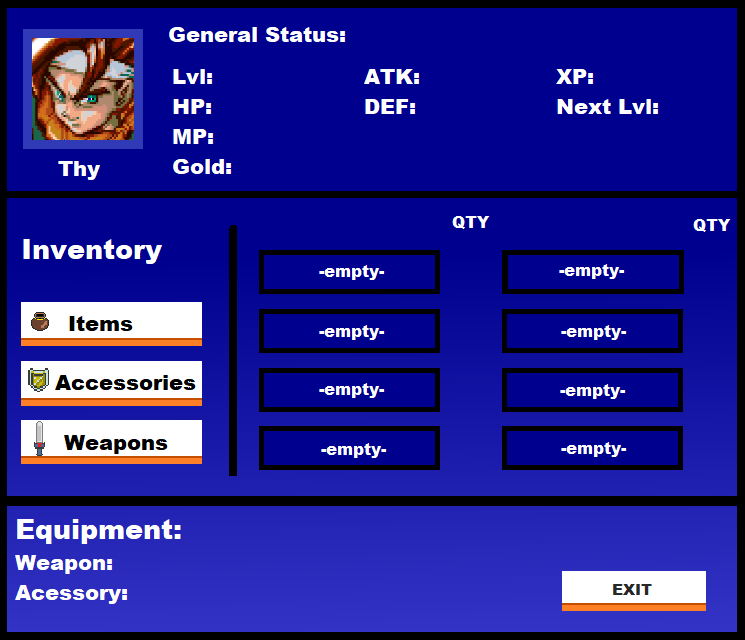 General Status:
Lvl: ATK: XP:
HP: DEF: Next Lvl:
MP:
Gold:
Thy
QTY QTY
Inventory
-empty- -empty-
Items
-empty- -empty-
Accessories
-empty- -empty-
Weapons
-empty- -empty-
Equipment:
Weapon:
Acessory:
EXIT